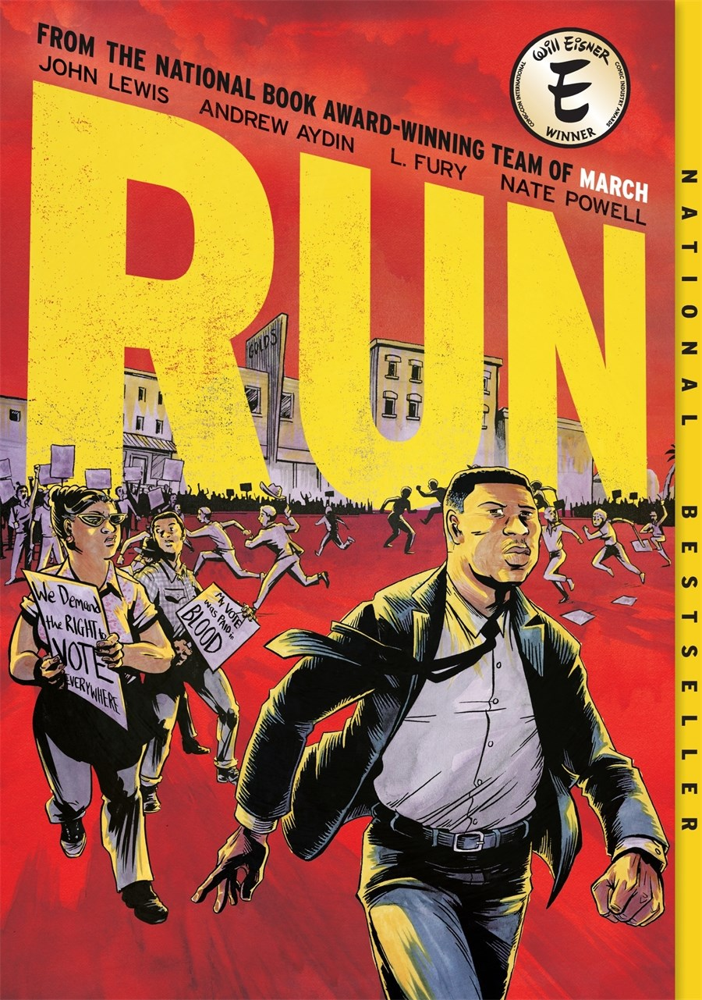 FROM THE NATIONAL BOOK AWARD-WINNING TEAM OF MARCH
JOHN LEWIS ANDREW AYDIN L. FURY NATE POWELL
Will EiSNER
COMIC-CON INTERNATIONAL
COMIC INDUSTRY AWARDS
E
WINNER
RUN
NATIONAL BESTSELLER
GULDS
We Demand
the RIGHT to
VOTE
EVERYWHERE
MY VOTE
WAS PAID in
BLOOD